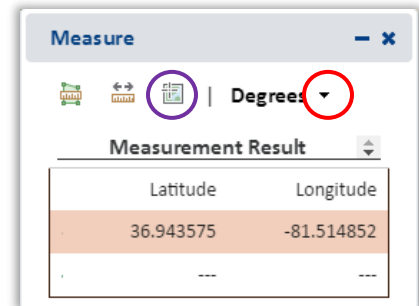 Measure
| Degrees
Measurement Result
Latitude Longitude
36.943575 -81.514852
--- ---